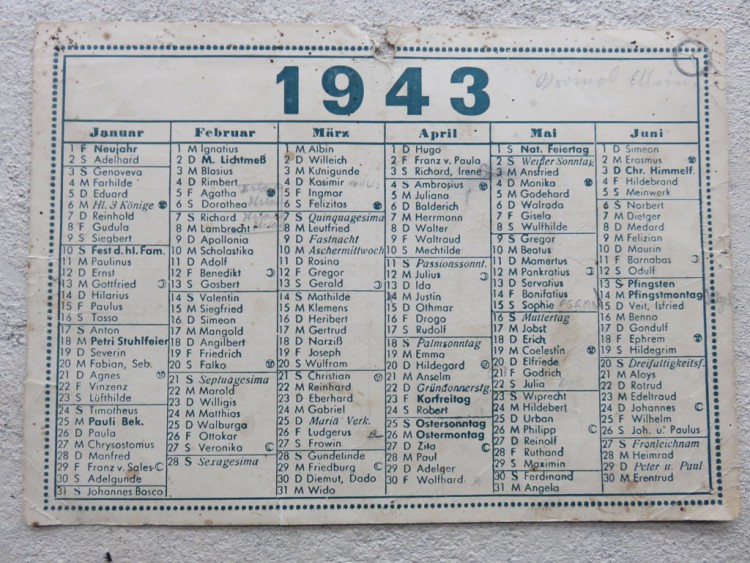 1943
Januar
1 F Neujahr
2 S Adelhard
3 S Genoveva
4 M Farhilde
5 D Eduard
6 M Hl. 3 Könige
7 D Reinhold
8 F Gudula
9 S Siegbert
10 S Fest d. hl. Fam.
11 M Paulinus
12 D Ernst
13 M Gottfried
14 D Hilarius
15 F Paulus
16 S Tosso
17 S Anton
18 M Petri Stuhlfeier
19 D Severin
20 M Fabian, Seb.
21 D Agnes
22 F Vinzenz
23 S Lüfthilde
24 S Timotheus
25 M Pauli Bek.
26 D Paula
27 M Chrysostomus
28 D Manfred
29 F Franz v. Sales
30 S Adelgunde
31 S Johannes Bosco
Februar
1 M Ignatius
2 D M. Lichtmeß
3 M Blasius
4 D Rimbert
5 F Agatha
6 S Dorothea
7 S Richard
8 M Lambrecht
9 D Apollonia
10 M Scholastika
11 D Adolf
12 F Benedikt
13 S Gosbert
14 S Valentin
15 M Siegfried
16 D Simeon
17 M Mangold
18 D Angilbert
19 F Friedrich
20 S Falko
21 S Septuagesima
22 M Marold
23 D Willigis
24 M Matthias
25 D Walburga
26 F Ottokar
27 S Veronika
28 S Sexagesima
März
1 M Albin
2 D Willeich
3 M Kunigunde
4 D Kasimir
5 F Ingmar
6 S Felizitas
7 S Quinquagesima
8 M Leutfried
9 D Fastnacht
10 M Aschermittwoch
11 D Rosina
12 F Gregor
13 S Gerald
14 S Mathilde
15 M Klemens
16 D Heribert
17 M Gertrud
18 D Narziß
19 F Joseph
20 S Wulfram
21 S Christian
22 M Reinhard
23 D Eberhard
24 M Gabriel
25 D Mariä Verk.
26 F Ludgerus
27 S Frowin
28 S Gundelinde
29 M Friedburg
30 D Diemut, Dodo
31 M Wido
April
1 D Hugo
2 F Franz v. Paula
3 S Richard, Irene
4 S Ambrosius
5 M Juliana
6 D Balderich
7 M Herrmann
8 D Walter
9 F Waltraud
10 S Mechtilde
11 S Passionssonnt.
12 M Julius
13 D Ida
14 M Justin
15 D Othmar
16 F Drogo
17 S Rudolf
18 S Palmsonntag
19 M Emma
20 D Hildegard
21 M Anselm
22 D Gründonnerstg.
23 F Karfreitag
24 S Robert
25 S Ostersonntag
26 M Ostermontag
27 D Zita
28 M Paul
29 D Adelger
30 F Wolfhard.
Mai
1 S Nat. Feiertag
2 S Weißer Sonntag
3 M Ansfried
4 D Monika
5 M Godehard
6 D Walrada
7 F Gisela
8 S Wulfhilde
9 S Gregor
10 M Beatus
11 D Mamertus
12 M Pankratius
13 D Servatius
14 F Bonifatius
15 S Sophie
16 S Muttertag
17 M Jobst
18 D Erich
19 M Coelestin
20 D Elfriede
21 F Godrich
22 S Julia
23 S Wiprecht
24 M Hildebert
25 D Urban
26 M Philipp
27 D Reinolf
28 F Ruthand
29 S Maximin
30 S Ferdinand
31 M Angela
Juni
1 D Simeon
2 M Erasmus
3 D Chr. Himmelf.
4 F Hildebrand
5 S Meinwerk
6 S Norbert
7 M Dietger
8 D Medard
9 M Felizian
10 D Maurin
11 F Barnabas
12 S Odulf
13 S Pfingsten
14 M Pfingstmontag
15 D Veit, Isfried
16 M Benno
17 D Gundulf
18 F Ephrem
19 S Hildegrim
20 S Dreifaltigkeitsf.
21 M Aloys
22 D Rotrud
23 M Edeltraud
24 D Johannes
25 F Wilhelm
26 S Joh. u. Paulus
27 S Fronleichnam
28 M Heimrad
29 D Peter u. Paul
30 M Erentrud